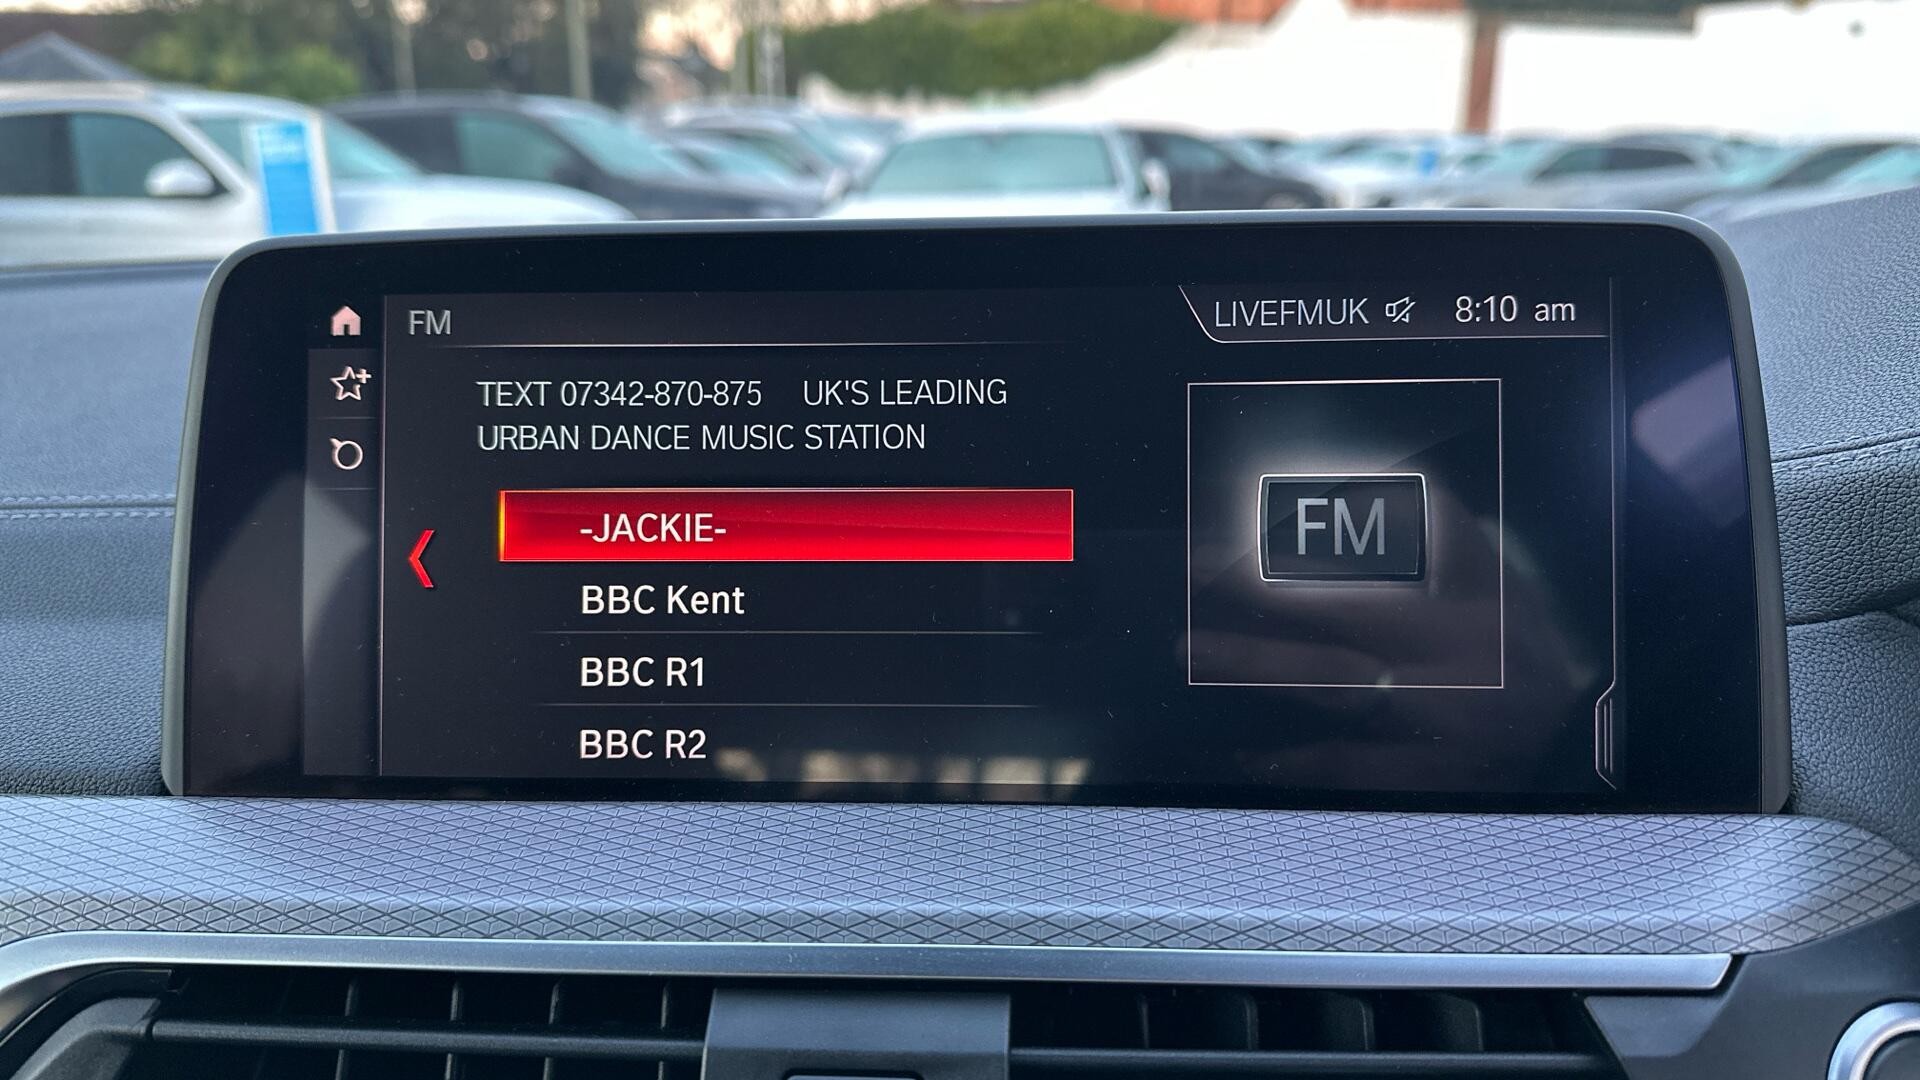 FM
LIVEFMUK 8:10 am
TEXT 07342-870-875 UK'S LEADING
URBAN DANCE MUSIC STATION
-JACKIE-
BBC Kent
BBC R1
BBC R2
FM